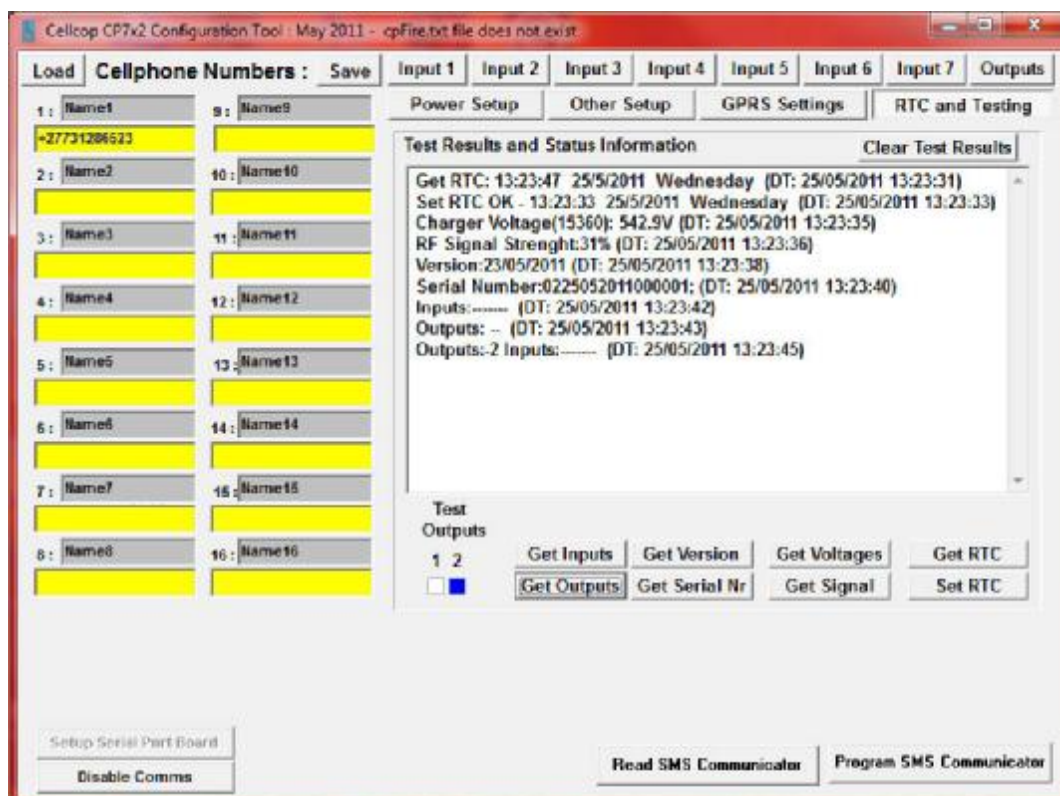 Cellcop CP7x2 Configuration Tool : May 2011 - cpFire.txt file does not exist
Load Cellphone Numbers : Save
1 : Name1 9 : Name9
+27731286523
2 : Name2 10 : Name10
3 : Name3 11 : Name11
4 : Name4 12 : Name12
5 : Name5 13 : Name13
6 : Name6 14 : Name14
7 : Name7 15 : Name15
8 : Name8 16 : Name16
Input 1 Input 2 Input 3 Input 4 Input 5 Input 6 Input 7 Outputs
Power Setup Other Setup GPRS Settings RTC and Testing
Test Results and Status Information Clear Test Results
Get RTC: 13:23:47 25/5/2011 Wednesday (DT: 25/05/2011 13:23:31)
Set RTC OK - 13:23:33 25/5/2011 Wednesday (DT: 25/05/2011 13:23:33)
Charger Voltage(15360): 542.9V (DT: 25/05/2011 13:23:35)
RF Signal Strenght:31% (DT: 25/05/2011 13:23:36)
Version:23/05/2011 (DT: 25/05/2011 13:23:38)
Serial Number:0225052011000001; (DT: 25/05/2011 13:23:40)
Inputs:------- (DT: 25/05/2011 13:23:42)
Outputs: -- (DT: 25/05/2011 13:23:43)
Outputs:-2 Inputs:------- (DT: 25/05/2011 13:23:45)
Test
Outputs
1 2
Get Inputs Get Version Get Voltages Get RTC
Get Outputs Get Serial Nr Get Signal Set RTC
Setup Serial Port Board
Disable Comms
Read SMS Communicator Program SMS Communicator